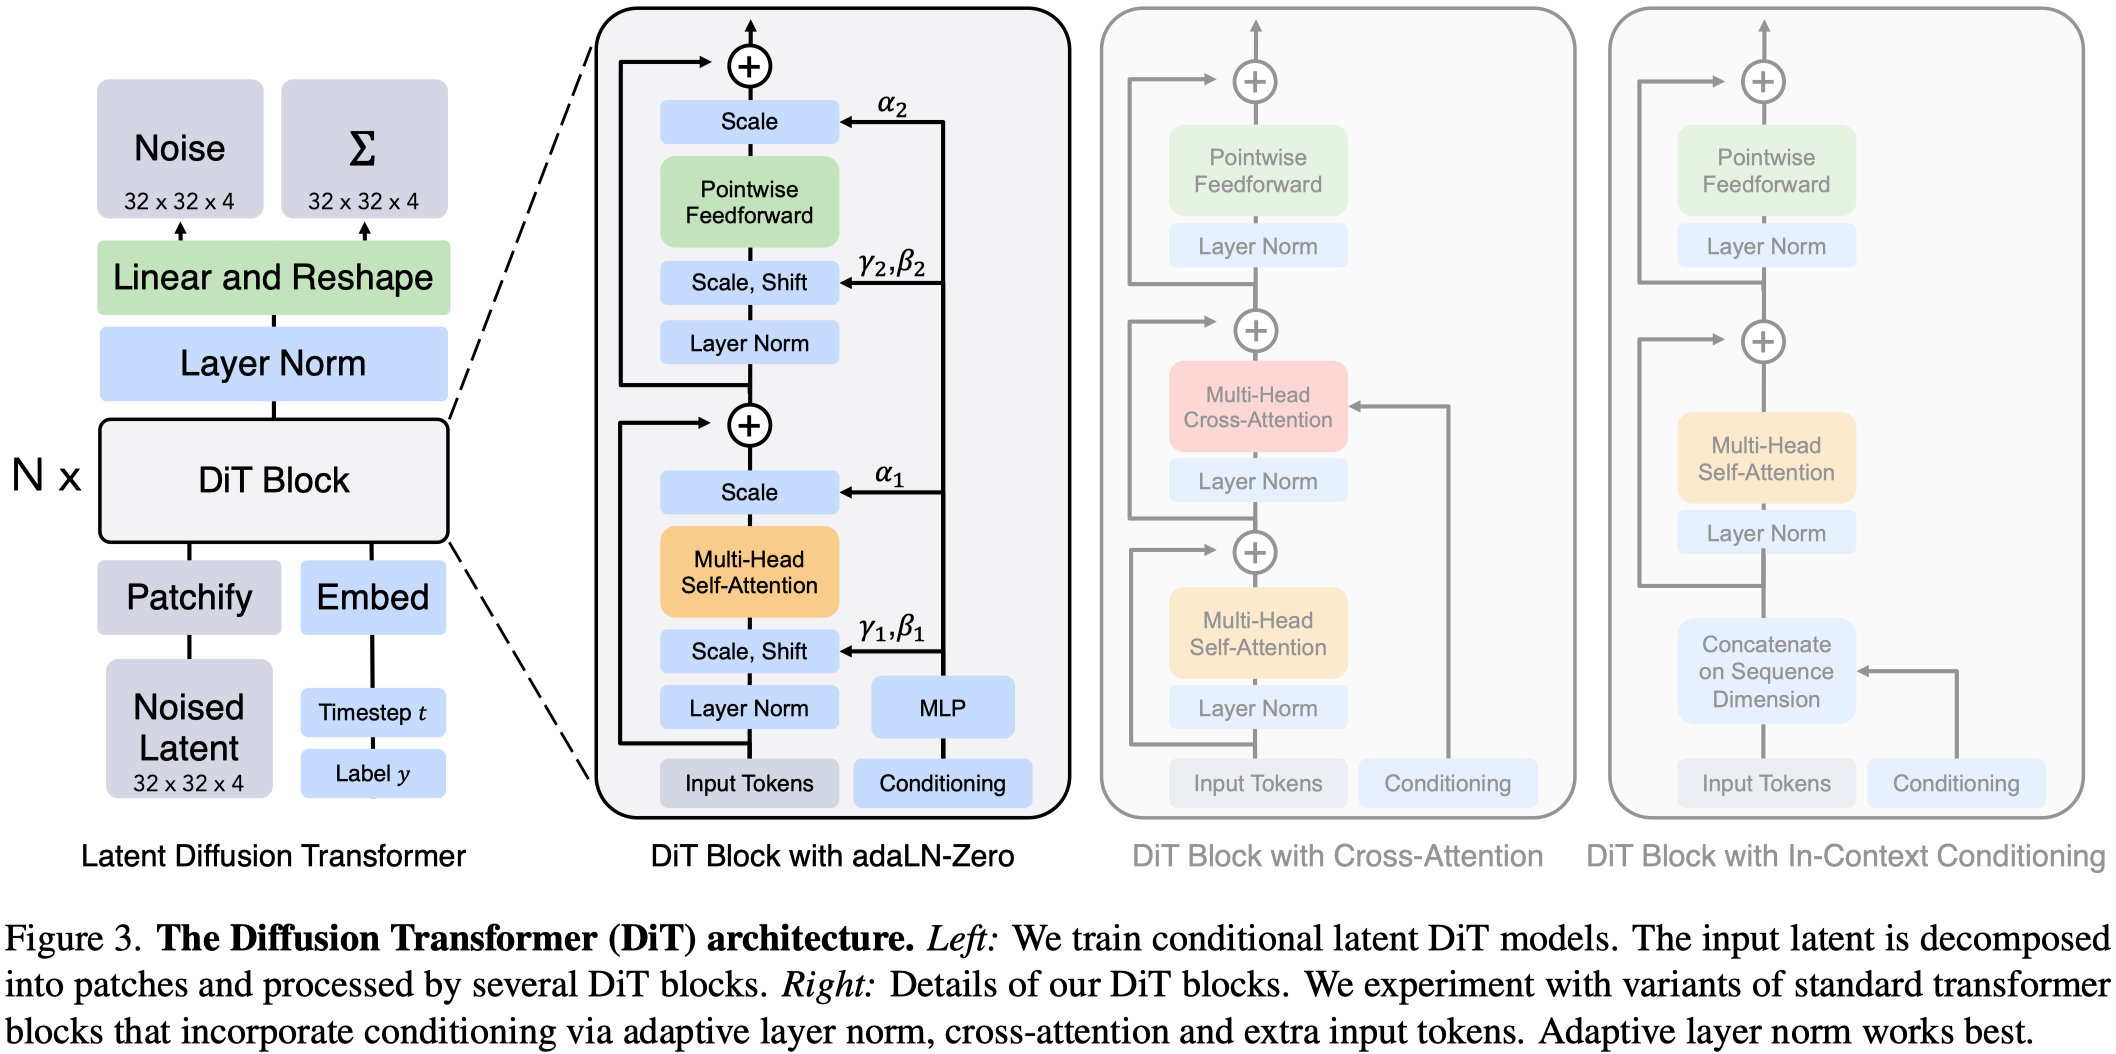 Noise
32 x 32 x 4
Σ
32 x 32 x 4
Linear and Reshape
Layer Norm
N x
DiT Block
Patchify
Embed
Noised
Latent
32 x 32 x 4
Timestep t
Label y
Latent Diffusion Transformer
+
Scale
α₂
Pointwise
Feedforward
Scale, Shift
γ₂,β₂
Layer Norm
+
Scale
α₁
Multi-Head
Self-Attention
Scale, Shift
γ₁,β₁
Layer Norm
MLP
Input Tokens
Conditioning
DiT Block with adaLN-Zero
+
Pointwise
Feedforward
Layer Norm
+
Multi-Head
Cross-Attention
Layer Norm
+
Multi-Head
Self-Attention
Layer Norm
Input Tokens
Conditioning
DiT Block with Cross-Attention
+
Pointwise
Feedforward
Layer Norm
+
Multi-Head
Self-Attention
Layer Norm
Concatenate
on Sequence
Dimension
Input Tokens
Conditioning
DiT Block with In-Context Conditioning
Figure 3. The Diffusion Transformer (DiT) architecture. Left: We train conditional latent DiT models. The input latent is decomposed
into patches and processed by several DiT blocks. Right: Details of our DiT blocks. We experiment with variants of standard transformer
blocks that incorporate conditioning via adaptive layer norm, cross-attention and extra input tokens. Adaptive layer norm works best.